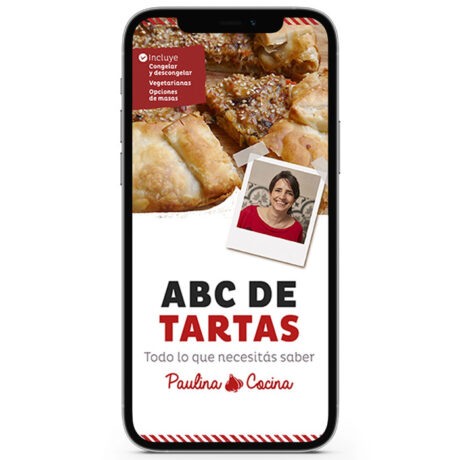 Incluye
Congelar
y descongelar
Vegetarianas
Opciones
de masas
ABC DE
TARTAS
Todo lo que necesitás saber
Paulina Cocina